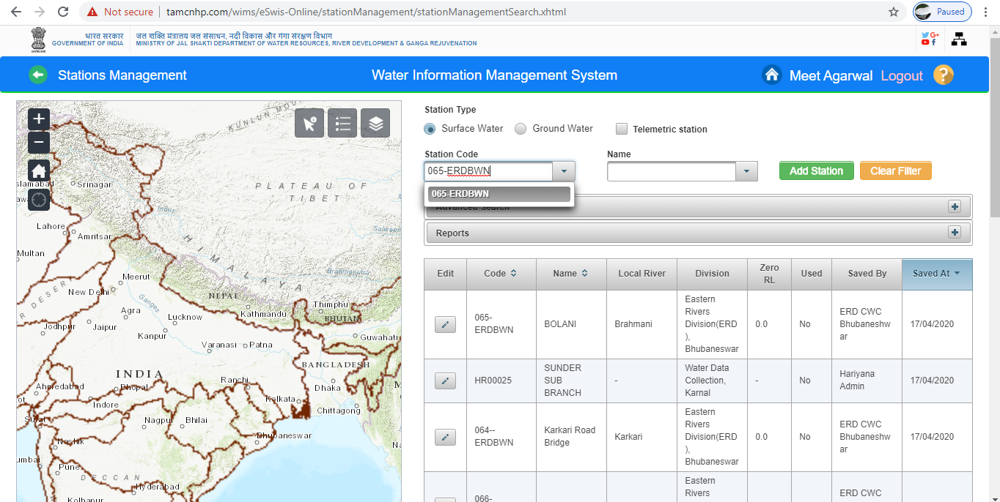 Not secure | tamcnhp.com/wims/eSwis-Online/stationManagement/stationManagementSearch.xhtml
Paused
भारत सरकार
GOVERNMENT OF INDIA
जल शक्ति मंत्रालय जल संसाधन, नदी विकास और गंगा संरक्षण विभाग
MINISTRY OF JAL SHAKTI DEPARTMENT OF WATER RESOURCES, RIVER DEVELOPMENT & GANGA REJUVENATION
Stations Management
Water Information Management System
Meet Agarwal Logout
Station Type
Surface Water
Ground Water
Telemetric station
Station Code
Name
065-ERDBWN
Add Station
Clear Filter
065-ERDBWN
Advanced Search
Reports
Edit
Code
Name
Local River
Division
Zero
RL
Used
Saved By
Saved At
065-
ERDBWN
BOLANI
Brahmani
Eastern
Rivers
Division(ERD
),
Bhubaneswar
0.0
No
ERD CWC
Bhubaneshw
ar
17/04/2020
HR00025
SUNDER
SUB
BRANCH
-
Water Data
Collection,
Karnal
-
No
Hariyana
Admin
17/04/2020
064--
ERDBWN
Karkari Road
Bridge
Karkari
Eastern
Rivers
Division(ERD
),
Bhubaneswar
0.0
No
ERD CWC
Bhubaneshw
ar
17/04/2020
066-
Eastern
Rivers
ERD CWC
KUNLUN MOU
PLATEAU OF
TIBET
Indus
Salween
HIMALAYA
Brahmaputra
lamabad
Srinagar
Lahore
Amritsar
Multan
Meerut
New Delhi
R DESER
Ganges
NEPAL
Kathmandu
Thimphu
BHUTAN
Agra
Lucknow
Jodhpur
Jaipur
Kanpur
Guwahati
Varanasi
Patna
BANGLADESH
INDIA
Ranchi
Dhaka
Ahmedabad
Bhopal
Kolkata
Indore
Chittagong
Surat
Nagpur
Bhilai
Bhubaneswar
Nashik
umbai
Pune
DECCAN
Hyderabad
Kolhapur